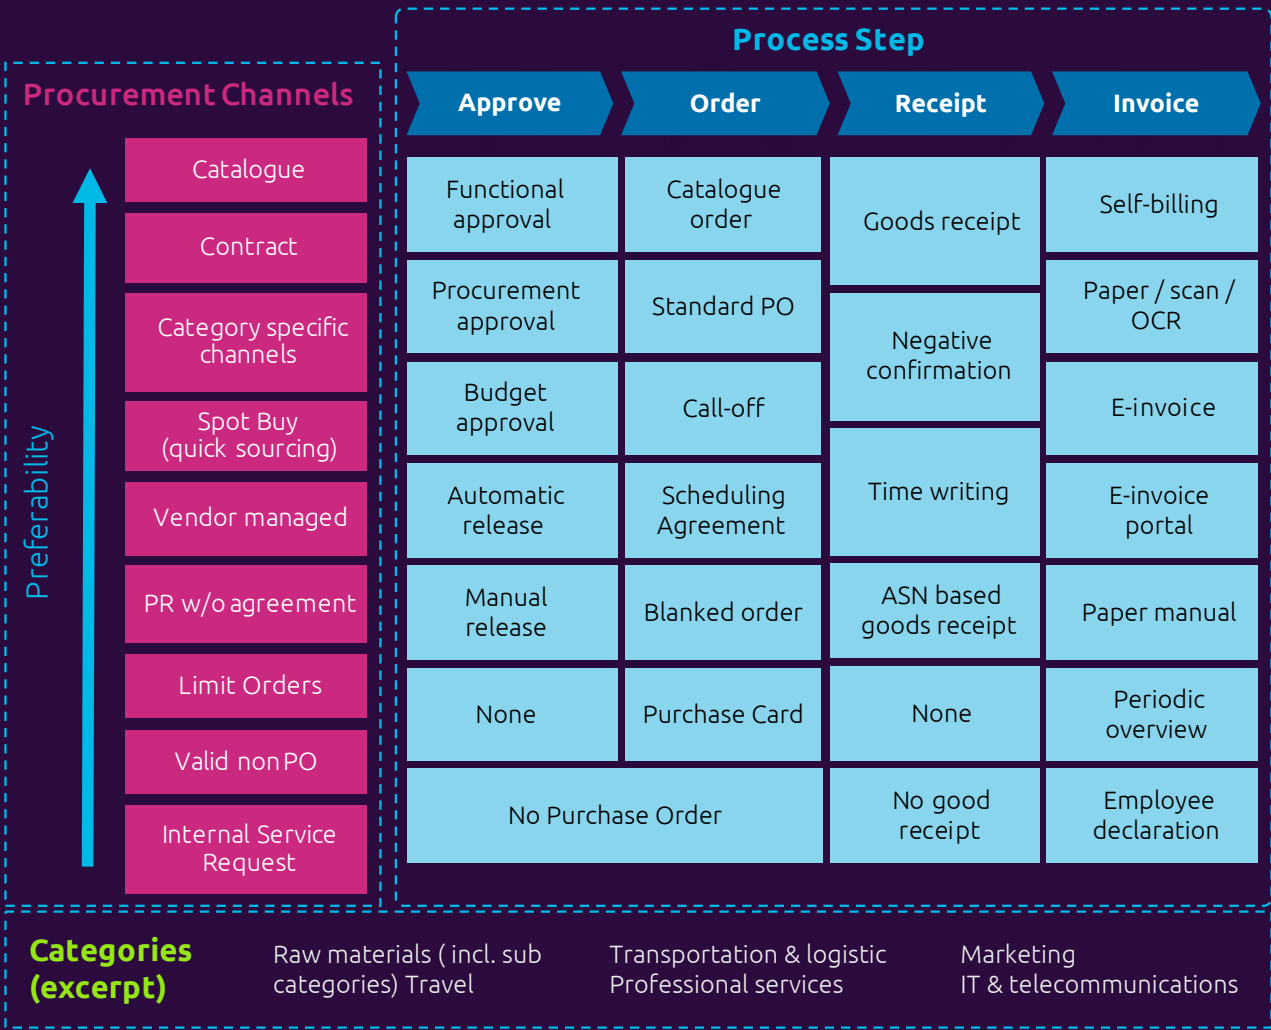 Process Step
Procurement Channels
Approve
Order
Receipt
Invoice
Preferability
Catalogue
Contract
Category specific
channels
Spot Buy
(quick sourcing)
Vendor managed
PR w/o agreement
Limit Orders
Valid non PO
Internal Service
Request
Functional
approval
Procurement
approval
Budget
approval
Automatic
release
Manual
release
None
Catalogue
order
Standard PO
Call-off
Scheduling
Agreement
Blanked order
Purchase Card
No Purchase Order
Goods receipt
Negative
confirmation
Time writing
ASN based
goods receipt
None
No good
receipt
Self-billing
Paper / scan /
OCR
E-invoice
E-invoice
portal
Paper manual
Periodic
overview
Employee
declaration
Categories
(excerpt)
Raw materials ( incl. sub
categories) Travel
Transportation & logistic
Professional services
Marketing
IT & telecommunications